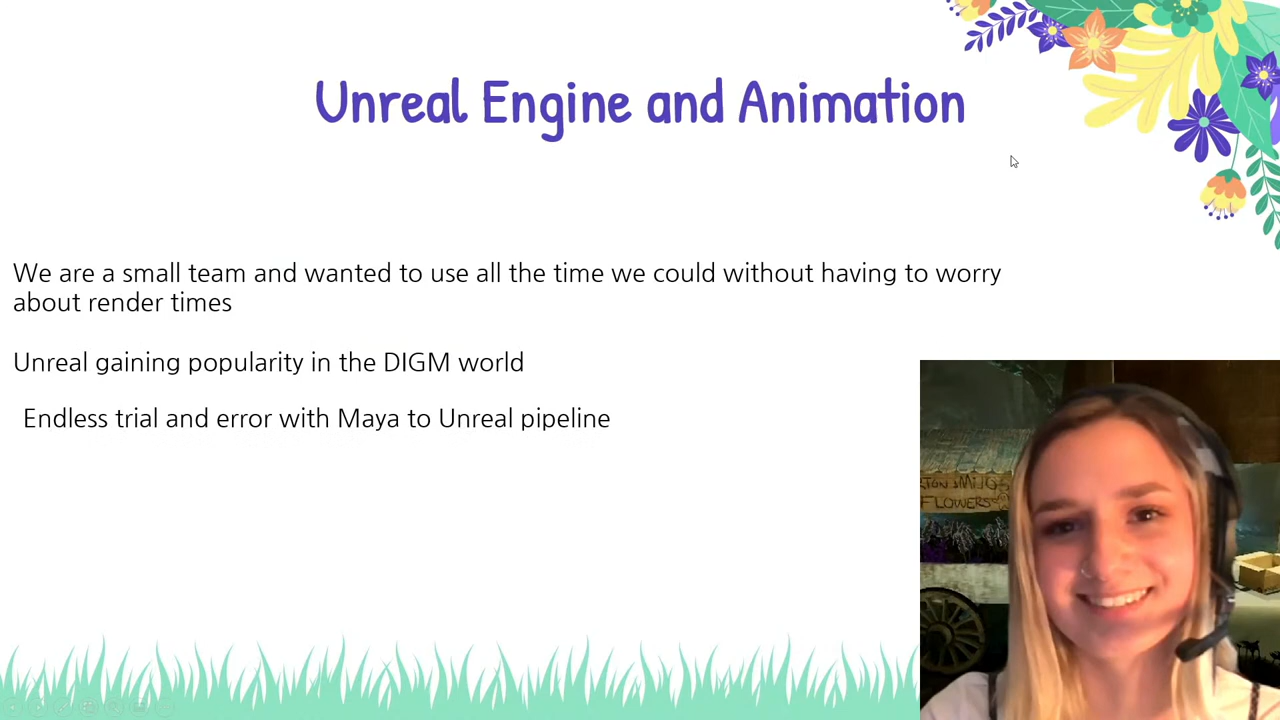 Unreal Engine and Animation
We are a small team and wanted to use all the time we could without having to worry
about render times
Unreal gaining popularity in the DIGM world
Endless trial and error with Maya to Unreal pipeline
FLOWERS